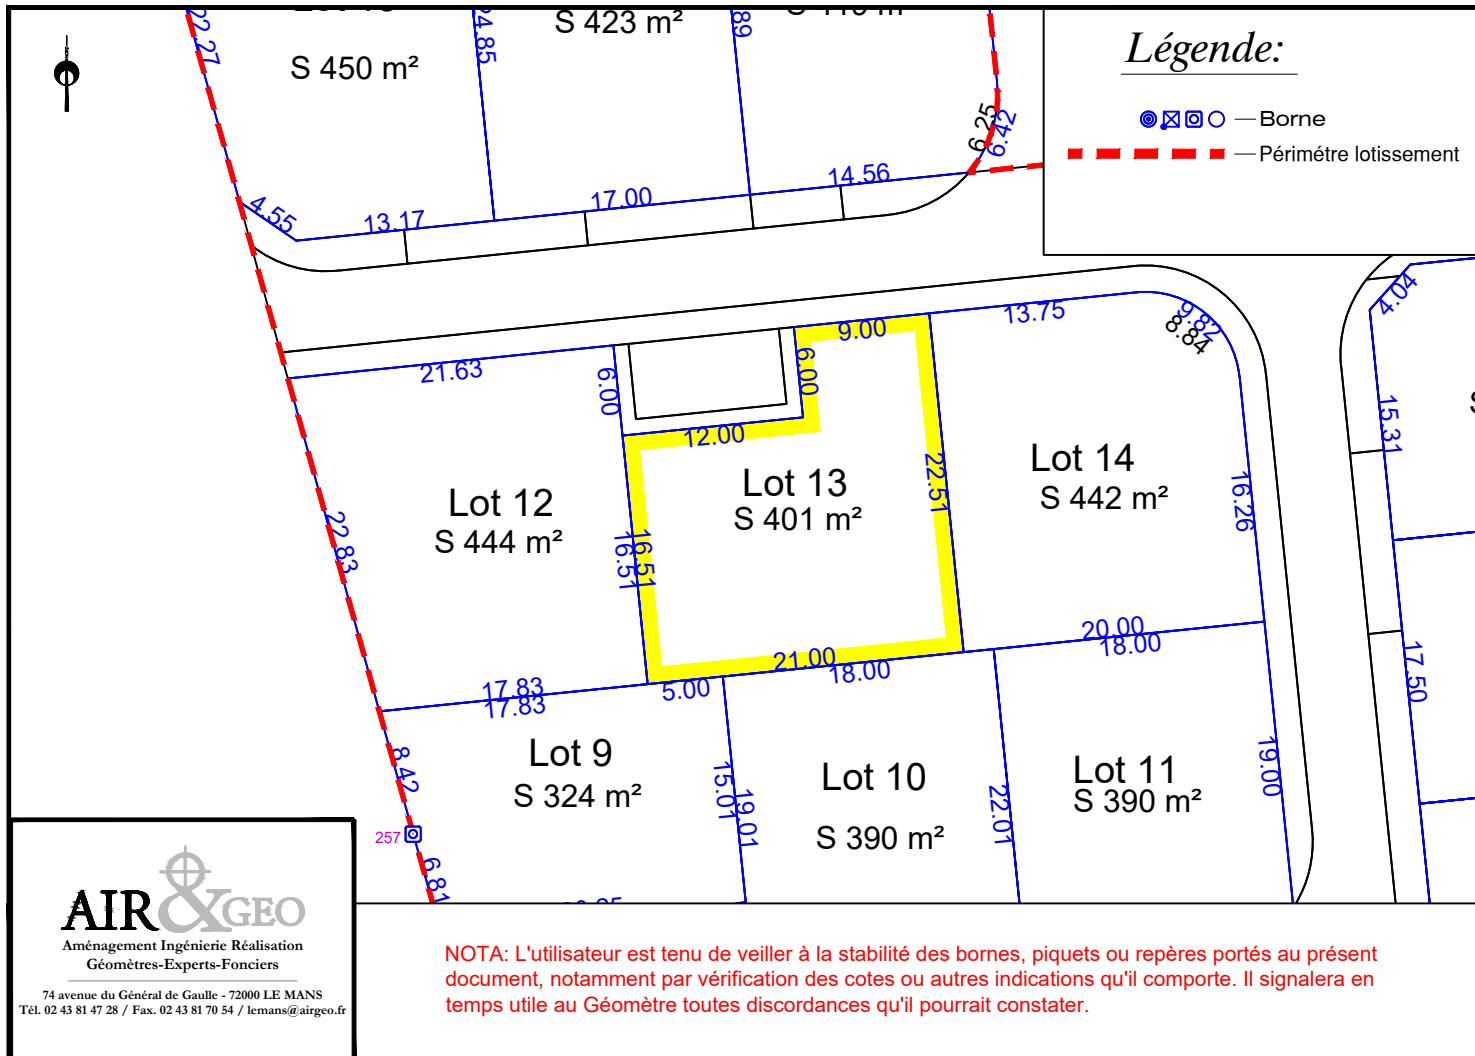 22.27
24.85
S 423 m²
89
S 450 m²
6.25
6.42
Légende:
Borne
Périmétre lotissement
4.55
13.17
17.00
14.56
4.04
21.63
6.00
6.00
9.00
13.75
9.82
8.84
12.00
15.31
Lot 12
S 444 m²
Lot 13
S 401 m²
Lot 14
S 442 m²
22.51
16.26
22.83
16.51
16.51
21.00
18.00
20.00
18.00
17.83
17.83
5.00
17.50
8.42
Lot 9
S 324 m²
15.01
19.01
Lot 10
S 390 m²
22.01
Lot 11
S 390 m²
19.00
257
6.81
AIR & GEO
Aménagement Ingénierie Réalisation
Géomètres-Experts-Fonciers
74 avenue du Général de Gaulle - 72000 LE MANS
Tél. 02 43 81 47 28 / Fax. 02 43 81 70 54 / lemans@airgeo.fr
NOTA: L'utilisateur est tenu de veiller à la stabilité des bornes, piquets ou repères portés au présent
document, notamment par vérification des cotes ou autres indications qu'il comporte. Il signalera en
temps utile au Géomètre toutes discordances qu'il pourrait constater.